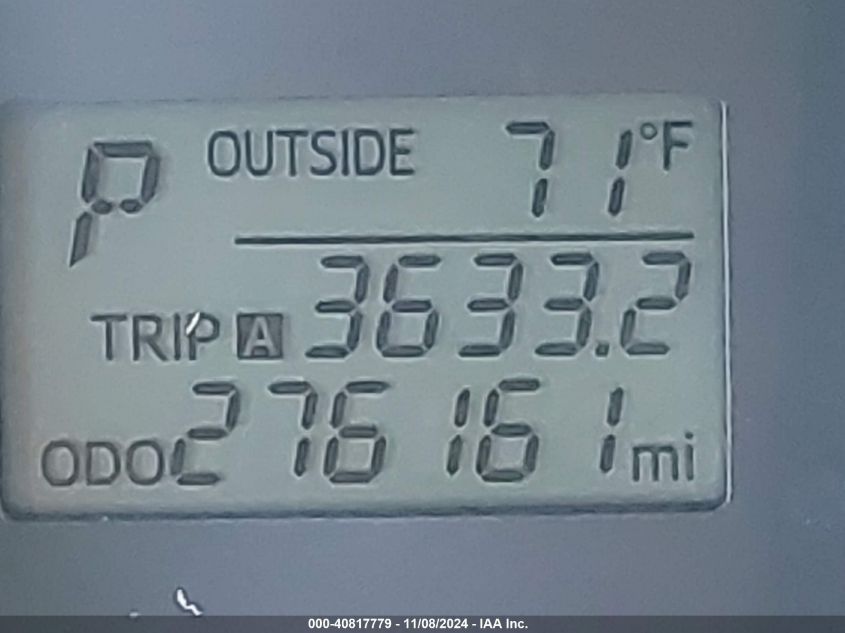 P OUTSIDE 71°F
TRIP A 3633.2
ODO 276161 mi
000-40817779 - 11/08/2024 - IAA Inc.